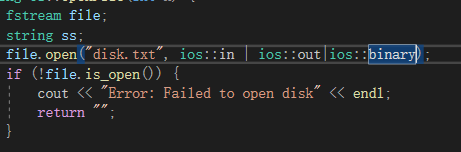 fstream file;
string ss;
file.open("disk.txt", ios::in | ios::out|ios::binary);
if (!file.is_open()) {
cout << "Error: Failed to open disk" << endl;
return "";
}